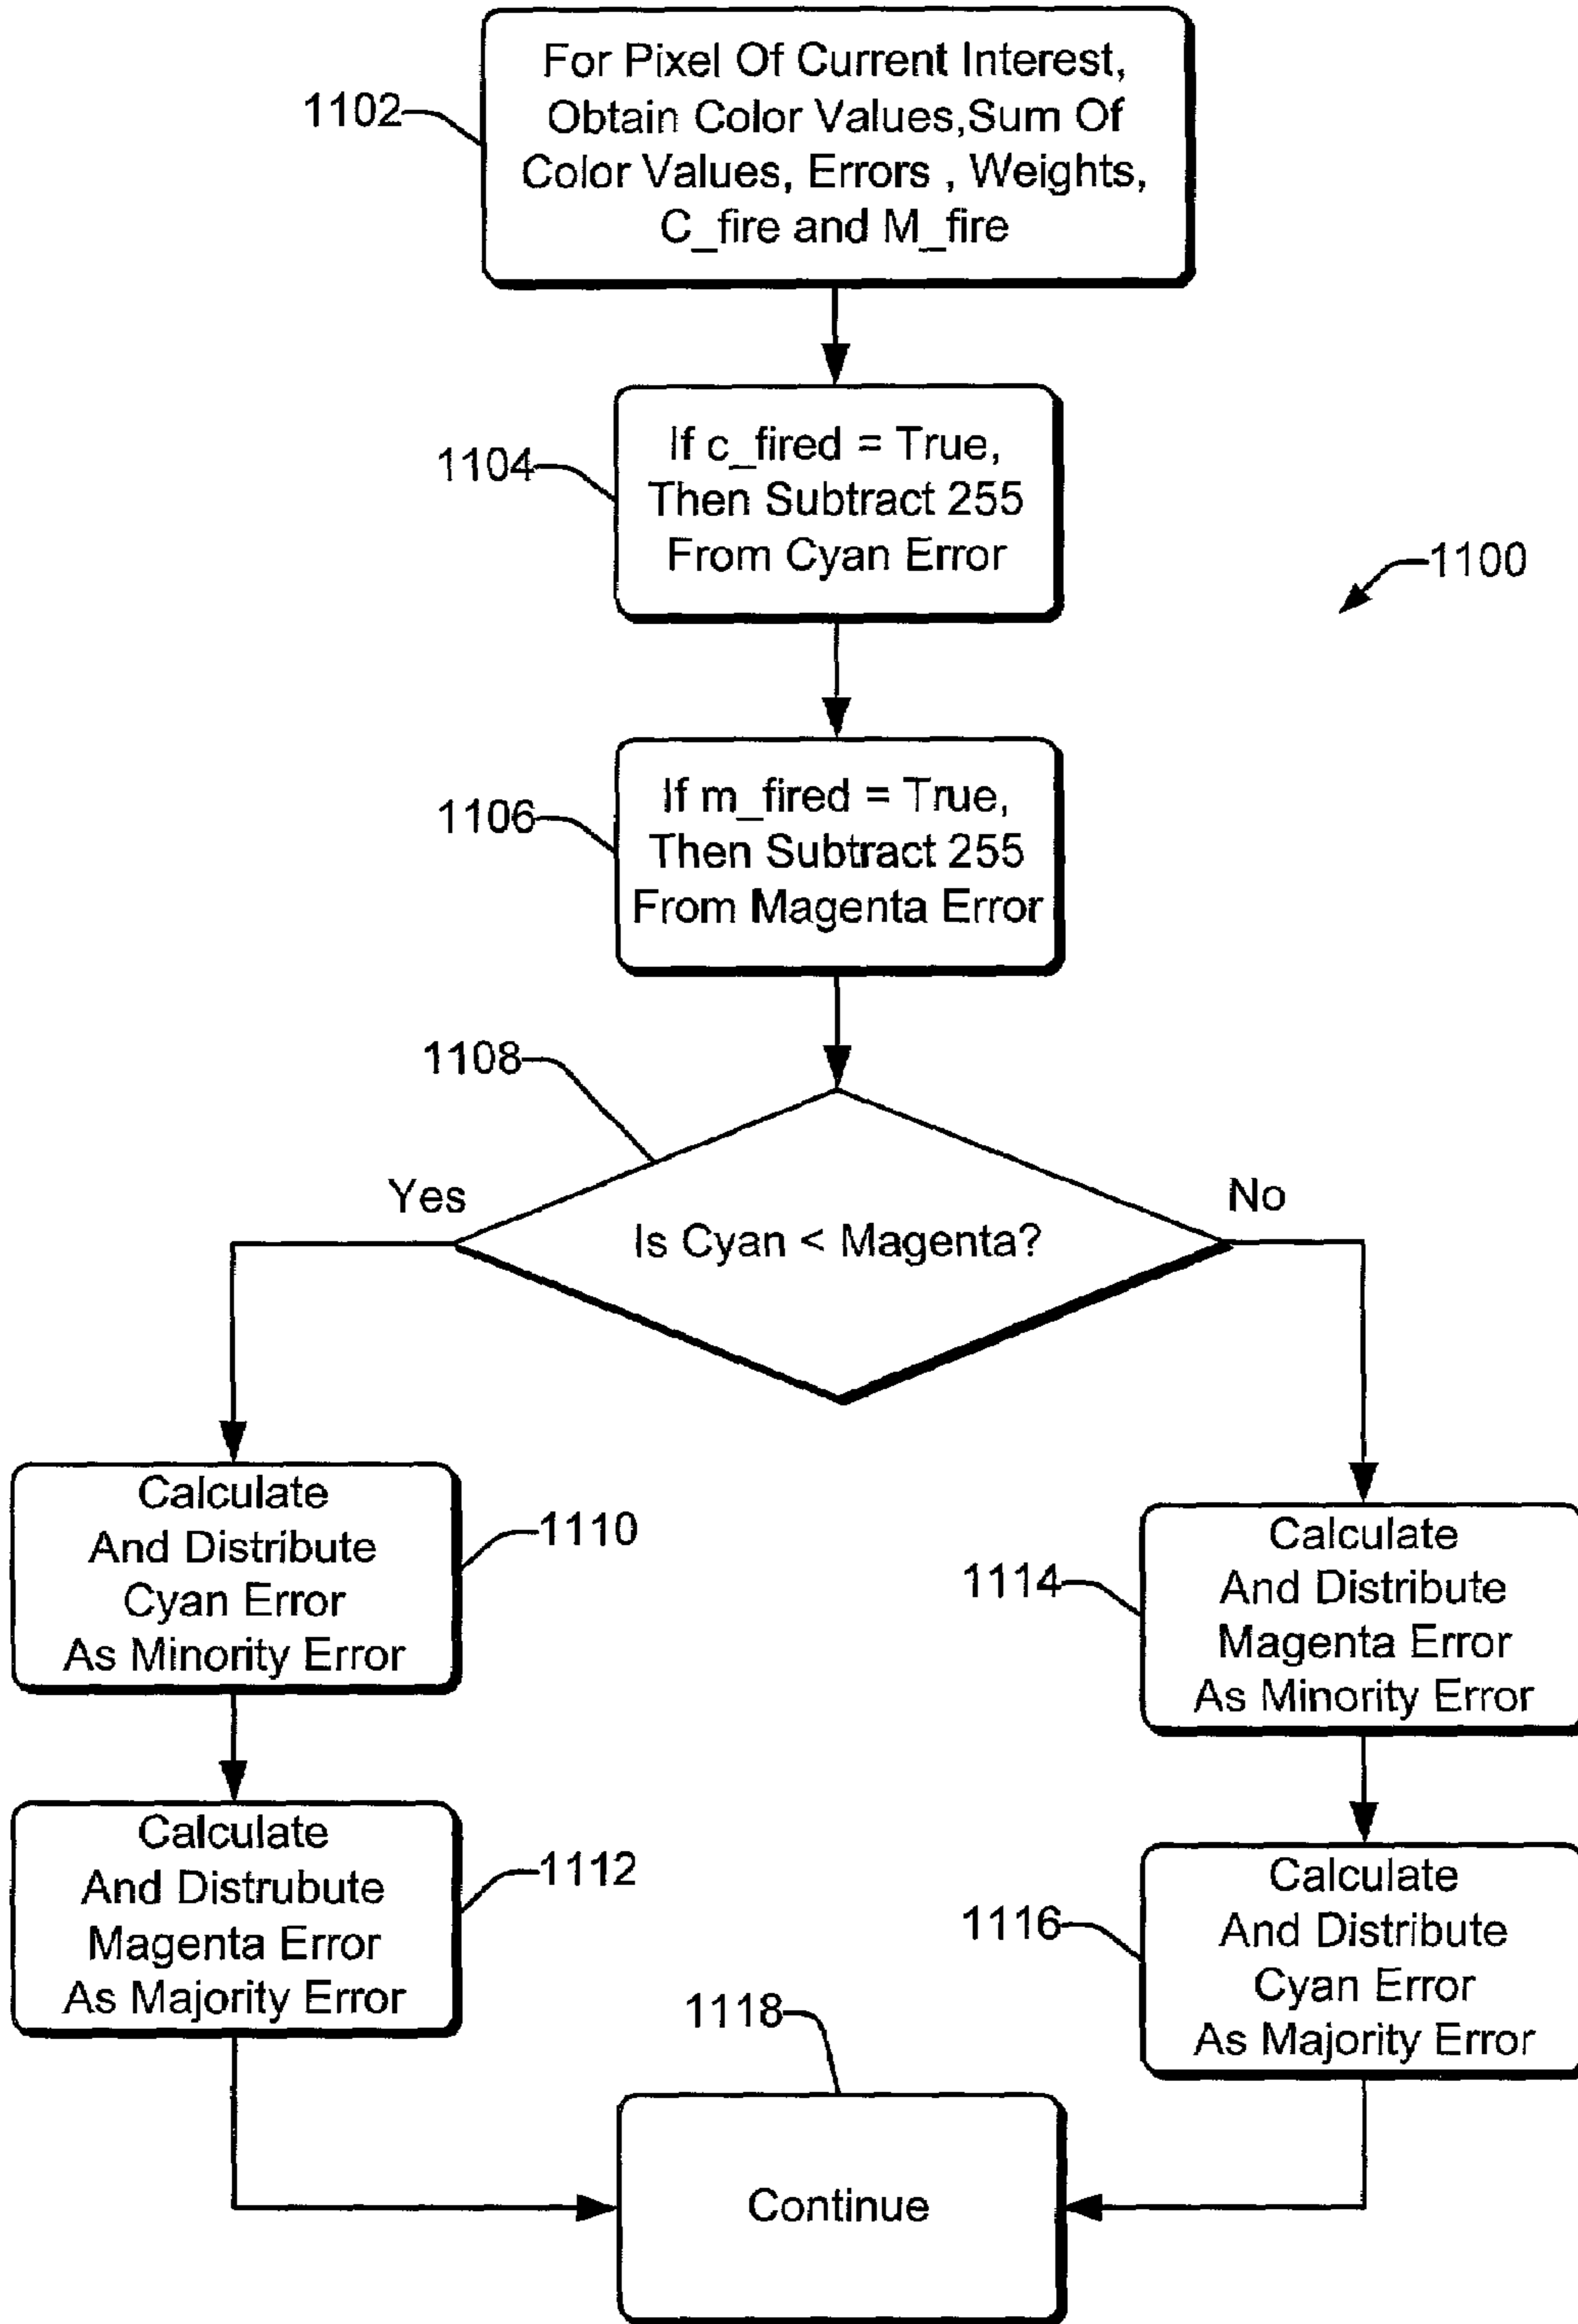 For Pixel Of Current Interest,
Obtain Color Values,Sum Of
Color Values, Errors , Weights,
C_fire and M_fire
1102
If c_fired = True,
Then Subtract 255
From Cyan Error
1104
1100
If m_fired = True,
Then Subtract 255
From Magenta Error
1106
1108
Yes
No
Is Cyan < Magenta?
Calculate
And Distribute
Cyan Error
As Minority Error
1110
Calculate
And Distribute
Magenta Error
As Minority Error
1114
Calculate
And Distrubute
Magenta Error
As Majority Error
1112
Calculate
And Distribute
Cyan Error
As Majority Error
1116
1118
Continue